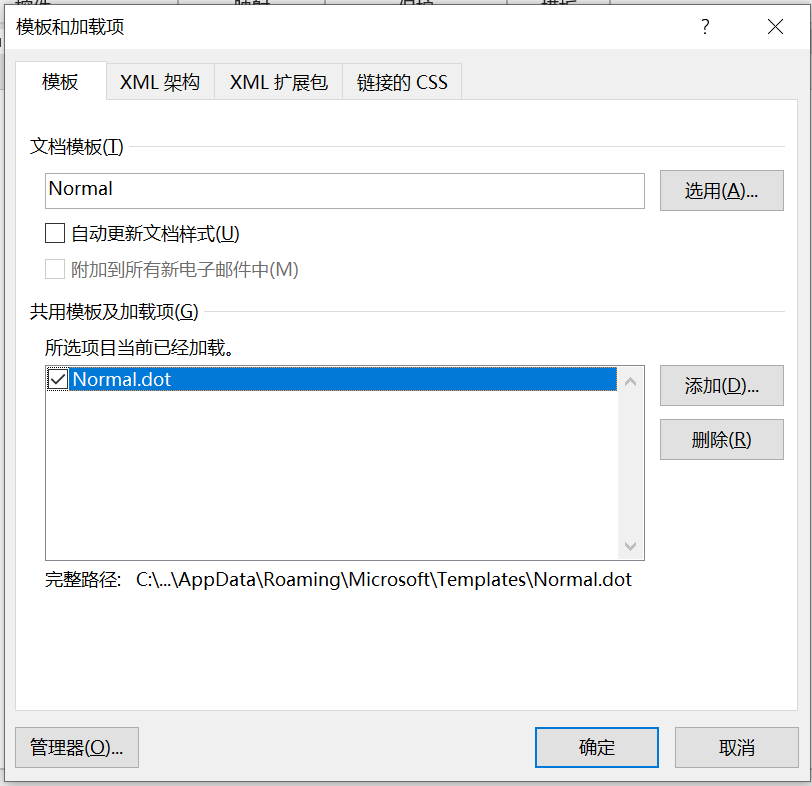 模板和加载项
?
模板 XML 架构 XML 扩展包 链接的 CSS
文档模板(T)
Normal
选用(A)...
自动更新文档样式(U)
附加到所有新电子邮件中(M)
共用模板及加载项(G)
所选项目当前已经加载。
Normal.dot
添加(D)...
删除(R)
完整路径: C:\...\AppData\Roaming\Microsoft\Templates\Normal.dot
管理器(O)... 确定 取消